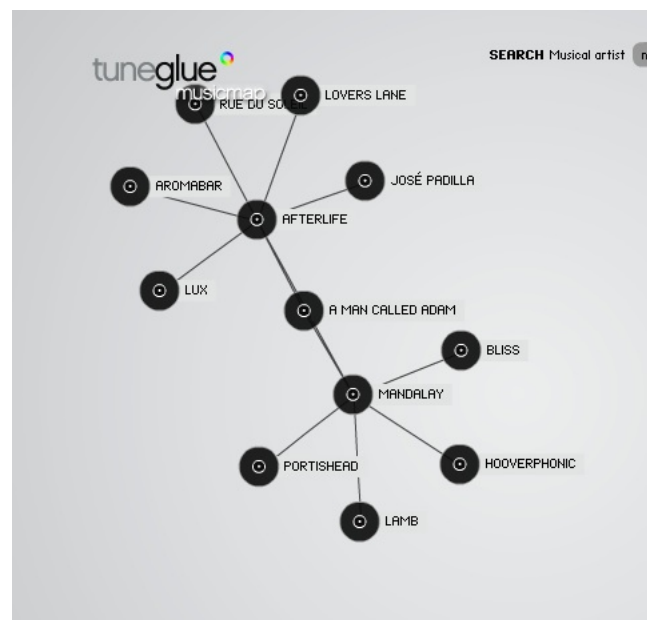 SEARCH Musical artist
tuneglue
musicmap
RUE DU SOLEIL
LOVERS LANE
AROMABAR
JOSÉ PADILLA
AFTERLIFE
LUX
A MAN CALLED ADAM
BLISS
MANDALAY
PORTISHEAD
HOOVERPHONIC
LAMB